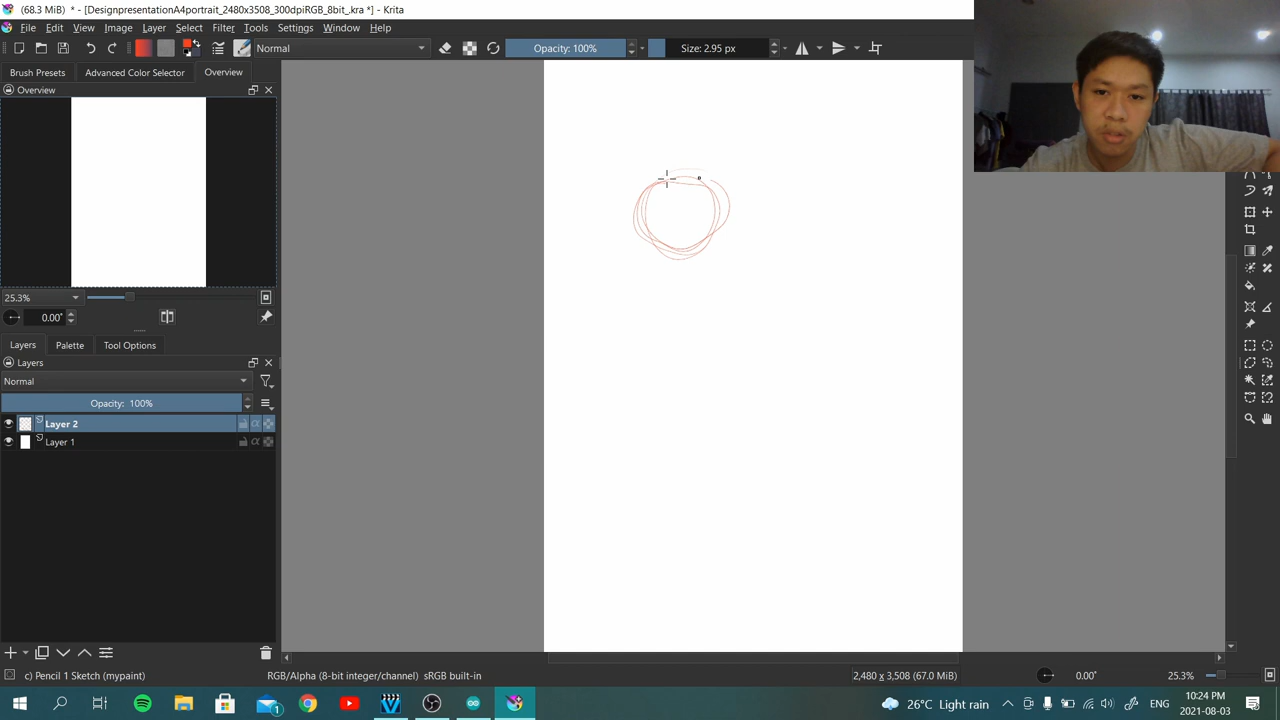 (68.3 MiB) * - [DesignpresentationA4portrait_2480x3508_300dpiRGB_8bit_.kra *] - Krita
File Edit View Image Layer Select Filter Tools Settings Window Help
Normal Opacity: 100% Size: 2.95 px
Brush Presets Advanced Color Selector Overview
Overview
25.3%
0.00°
Layers Palette Tool Options
Layers
Normal
Opacity: 100%
Layer 2
Layer 1
c) Pencil 1 Sketch (mypaint) RGB/Alpha (8-bit integer/channel) sRGB built-in 2,480 x 3,508 (67.0 MiB) 0.00° 25.3%
26°C Light rain ENG 10:24 PM
2021-08-03